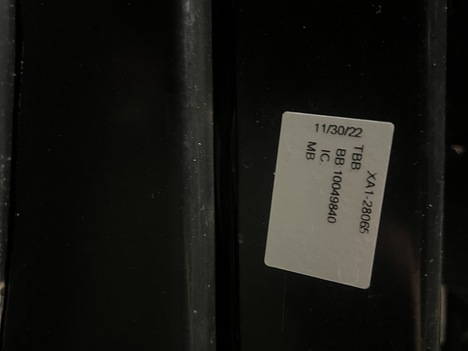 11/30/22
XA1-28065
TBB
BB 10049840
IC:
MB